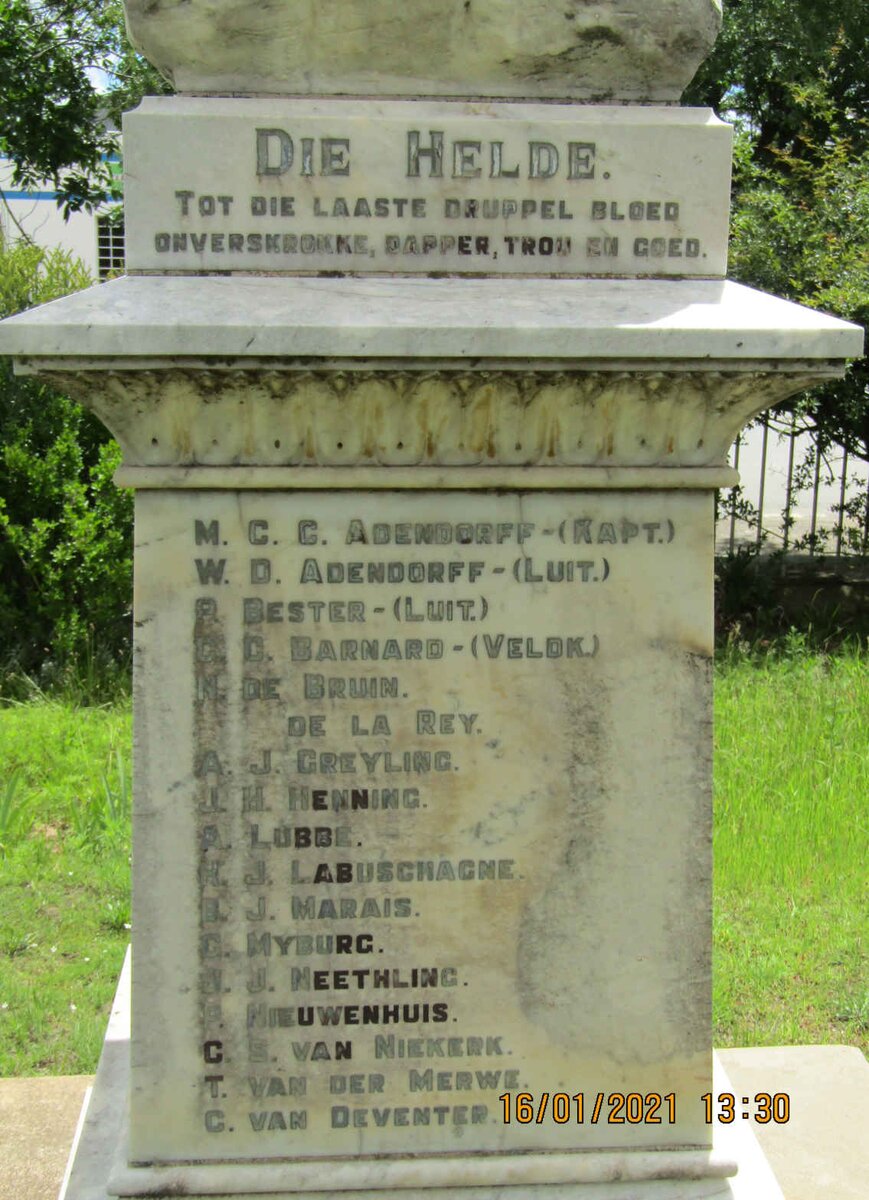 DIE HELDE.
TOT DIE LAASTE DRUPPEL BLOED
ONVERSKROKKE, DAPPER, TROU EN GOED.
M. C. C. ADENDORFF-(KAPT.)
W. D. ADENDORFF-(LUIT.)
P. BESTER-(LUIT.)
C. C. BARNARD-(VELDK.)
N. DE BRUIN.
DE LA REY.
A. J. GREYLING.
J. H. HENNING.
A. LUBBE.
H. J. LABUSCHAGNE.
J. MARAIS.
MYBURG.
J. NEETHLING.
P. NIEUWENHUIS.
C. S. VAN NIEKERK.
T. VAN DER MERWE.
C. VAN DEVENTER.
16/01/2021 13:30